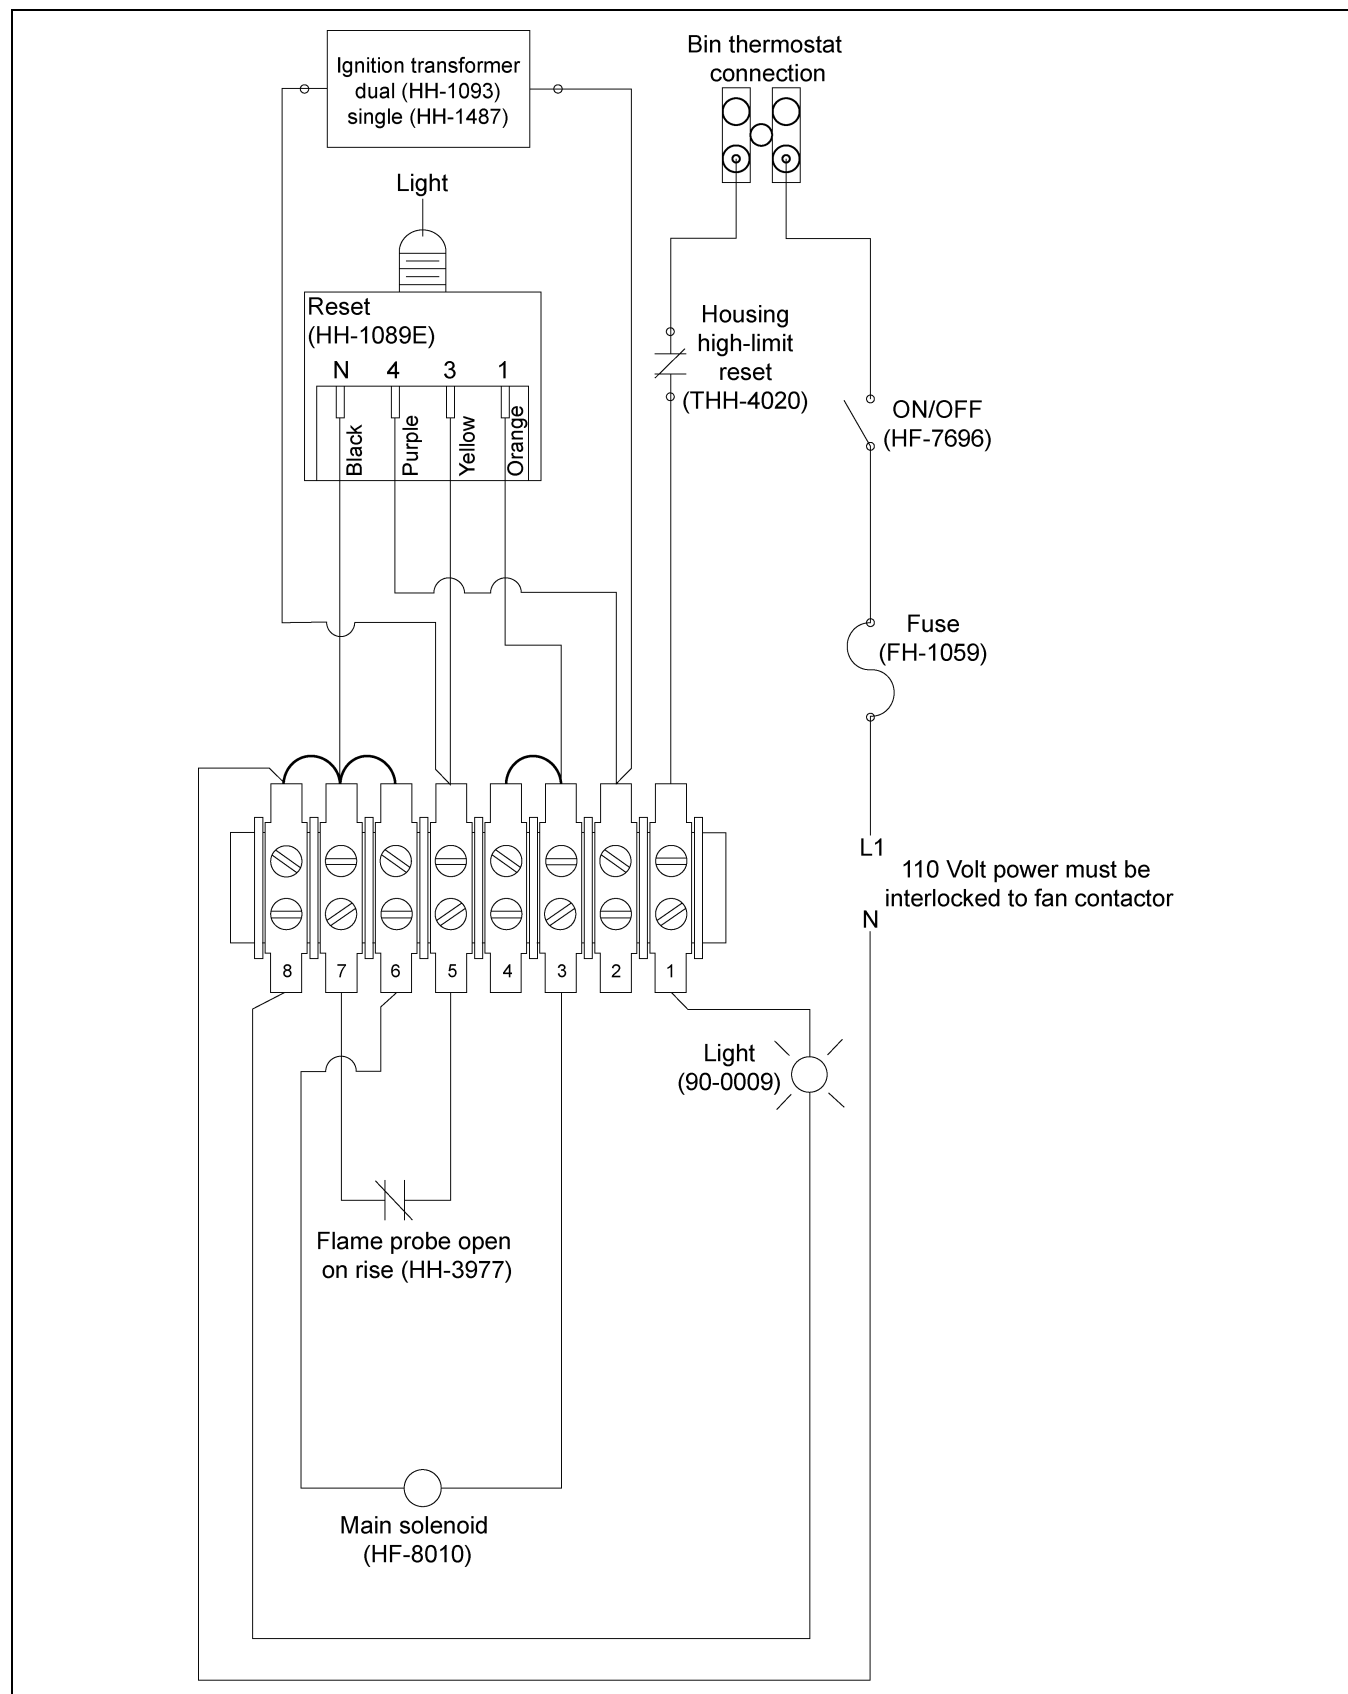 Ignition transformer
dual (HH-1093)
single (HH-1487)
Bin thermostat
connection
Light
Reset
(HH-1089E)
N 4 3 1
Black
Purple
Yellow
Orange
Housing
high-limit
reset
(THH-4020)
ON/OFF
(HF-7696)
Fuse
(FH-1059)
L1
110 Volt power must be
interlocked to fan contactor
N
8 7 6 5 4 3 2 1
Light
(90-0009)
Flame probe open
on rise (HH-3977)
Main solenoid
(HF-8010)